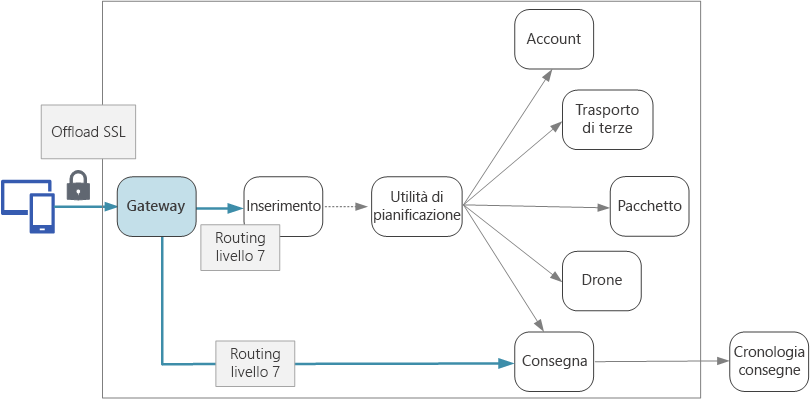 Account
Trasporto
di terze
Offload SSL
Gateway
Inserimento
Utilità di
pianificazione
Pacchetto
Routing
livello 7
Drone
Routing
livello 7
Consegna
Cronologia
consegne